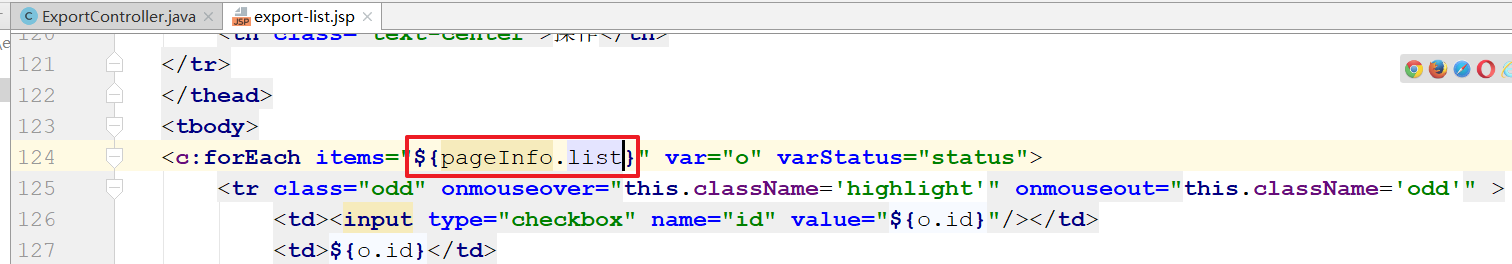 ExportController.java × export-list.jsp ×
120 <th class="text-center">操作</th>
121 </tr>
122 </thead>
123 <tbody>
124 <c:forEach items="${pageInfo.list}" var="o" varStatus="status">
125 <tr class="odd" onmouseover="this.className='highlight'" onmouseout="this.className='odd'" >
126 <td><input type="checkbox" name="id" value="${o.id}"/></td>
127 <td>${o.id}</td>